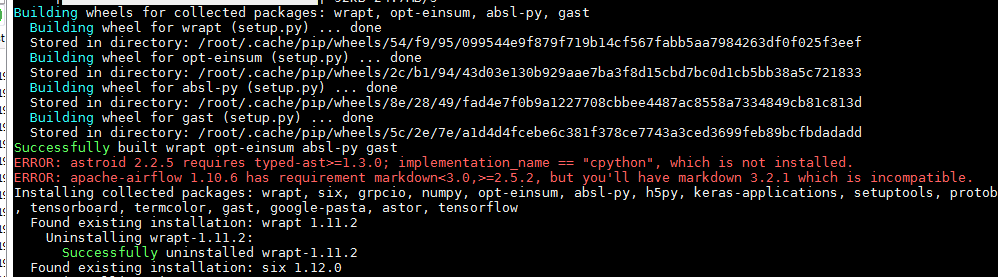 Building wheels for collected packages: wrapt, opt-einsum, absl-py, gast
Building wheel for wrapt (setup.py) ... done
Stored in directory: /root/.cache/pip/wheels/54/f9/95/099544e9f879f719b14cf567fabb5aa7984263df0f025f3eef
Building wheel for opt-einsum (setup.py) ... done
Stored in directory: /root/.cache/pip/wheels/2c/b1/94/43d03e130b929aae7ba3f8d15cbd7bc0d1cb5bb38a5c721833
Building wheel for absl-py (setup.py) ... done
Stored in directory: /root/.cache/pip/wheels/8e/28/49/fad4e7f0b9a1227708cbbee4487ac8558a7334849cb81c813d
Building wheel for gast (setup.py) ... done
Stored in directory: /root/.cache/pip/wheels/5c/2e/7e/a1d4d4fcebe6c381f378ce7743a3ced3699feb89bcfbdadadd
Successfully built wrapt opt-einsum absl-py gast
ERROR: astroid 2.2.5 requires typed-ast>=1.3.0; implementation_name == "cpython", which is not installed.
ERROR: apache-airflow 1.10.6 has requirement markdown<3.0,>=2.5.2, but you'll have markdown 3.2.1 which is incompatible.
Installing collected packages: wrapt, six, grpcio, numpy, opt-einsum, absl-py, h5py, keras-applications, setuptools, protob
, tensorboard, termcolor, gast, google-pasta, astor, tensorflow
Found existing installation: wrapt 1.11.2
Uninstalling wrapt-1.11.2:
Successfully uninstalled wrapt-1.11.2
Found existing installation: six 1.12.0